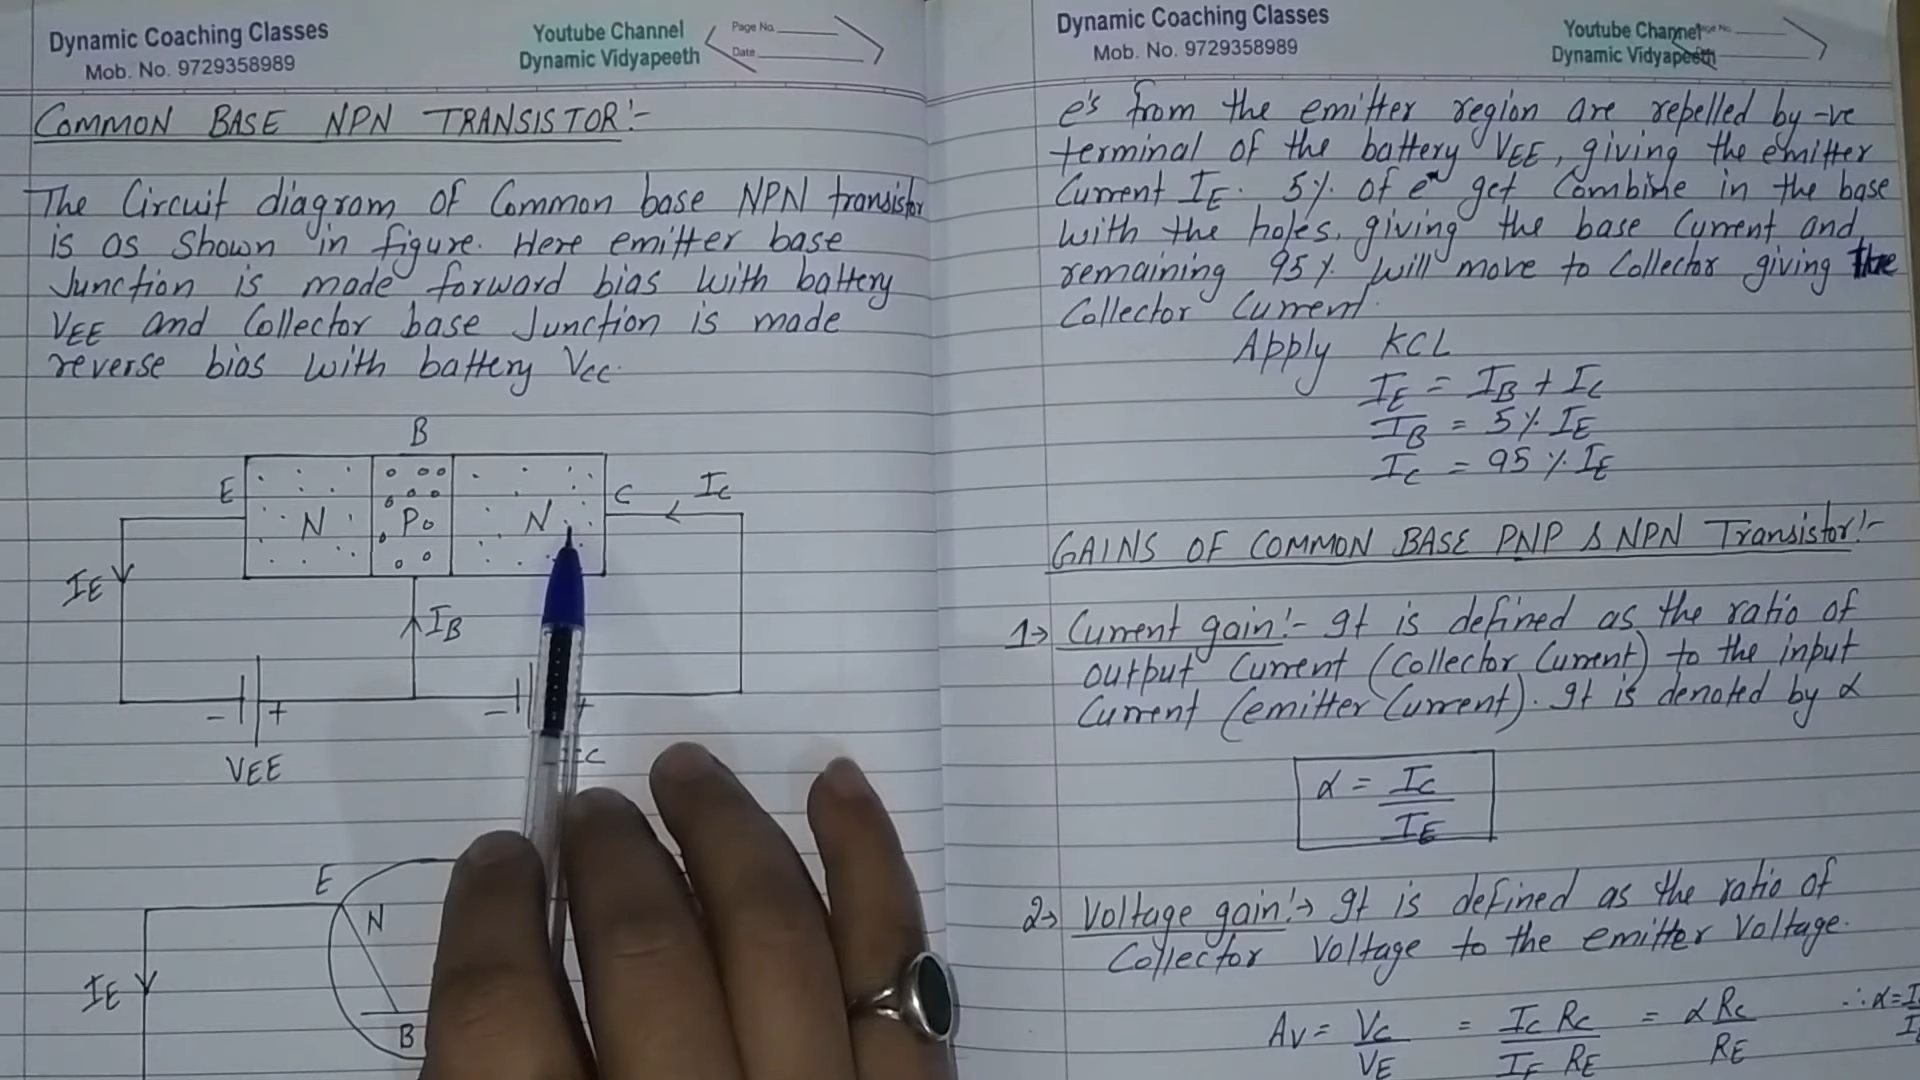 Dynamic Coaching Classes
Mob. No. 9729358989
Youtube Channel
Dynamic Vidyapeeth
Page No.
Date
COMMON BASE NPN TRANSISTOR:-
The Circuit diagram of Common base NPN transistor
is as Shown in figure. Here emitter base
Junction is made forward bias with battery
VEE and Collector base Junction is made
reverse bias with battery Vcc.
B
E
N
P
N
C
IC
IE
IB
- +
- +
VEE
E
N
IE
B
Dynamic Coaching Classes
Mob. No. 9729358989
Youtube Channel
Dynamic Vidyapeeth
e's from the emitter region are repelled by -ve
terminal of the battery VEE, giving the emitter
Current IE. 5% of e⁻ get Combine in the base
with the holes, giving the base Current and
remaining 95% will move to Collector giving the
Collector Current.
Apply KCL
IE = IB + IC
IB = 5% IE
IC = 95% IE
GAINS OF COMMON BASE PNP & NPN Transistor:-
1→ Current gain:- It is defined as the ratio of
output Current (Collector Current) to the input
Current (emitter Current). It is denoted by α
α = IC / IE
2→ Voltage gain:→ It is defined as the ratio of
Collector Voltage to the emitter Voltage.
AV = VC / VE = IC RC / IE RE = α RC / RE